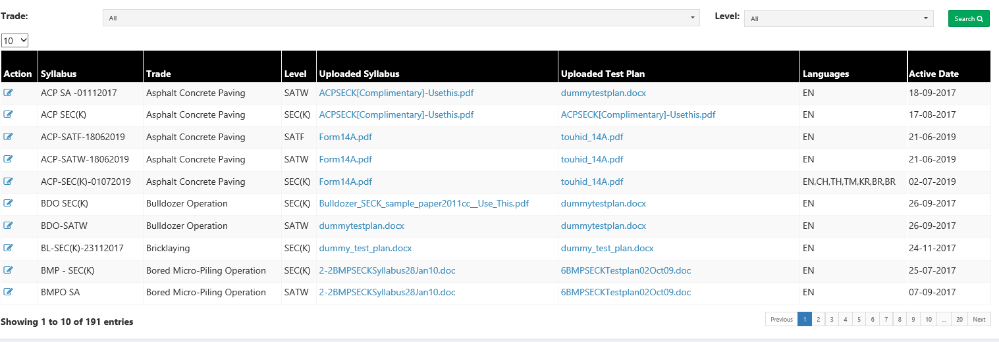 Trade: All Level: All Search
10
Action Syllabus Trade Level Uploaded Syllabus Uploaded Test Plan Languages Active Date
ACP SA -01112017 Asphalt Concrete Paving SATW ACPSECK[Complimentary]-Usethis.pdf dummytestplan.docx EN 18-09-2017
ACP SEC(K) Asphalt Concrete Paving SEC(K) ACPSECK[Complimentary]-Usethis.pdf ACPSECK[Complimentary]-Usethis.pdf EN 17-08-2017
ACP-SATF-18062019 Asphalt Concrete Paving SATF Form14A.pdf touhid_14A.pdf EN 21-06-2019
ACP-SATW-18062019 Asphalt Concrete Paving SATW Form14A.pdf touhid_14A.pdf EN 21-06-2019
ACP-SEC(K)-01072019 Asphalt Concrete Paving SEC(K) Form14A.pdf touhid_14A.pdf EN,CH,TH,TM,KR,BR,BR 02-07-2019
BDO SEC(K) Bulldozer Operation SEC(K) Bulldozer_SECK_sample_paper2011cc__Use_This.pdf dummytestplan.docx EN 26-09-2017
BDO-SATW Bulldozer Operation SATW dummytestplan.docx dummytestplan.docx EN 26-09-2017
BL-SEC(K)-23112017 Bricklaying SEC(K) dummy_test_plan.docx dummy_test_plan.docx EN 24-11-2017
BMP - SEC(K) Bored Micro-Piling Operation SEC(K) 2-2BMPSECKSyllabus28Jan10.doc 6BMPSECKTestplan02Oct09.doc EN 25-07-2017
BMPO SA Bored Micro-Piling Operation SATW 2-2BMPSECKSyllabus28Jan10.doc 6BMPSECKTestplan02Oct09.doc EN 07-09-2017
Showing 1 to 10 of 191 entries Previous 1 2 3 4 5 6 7 8 9 10 ... 20 Next